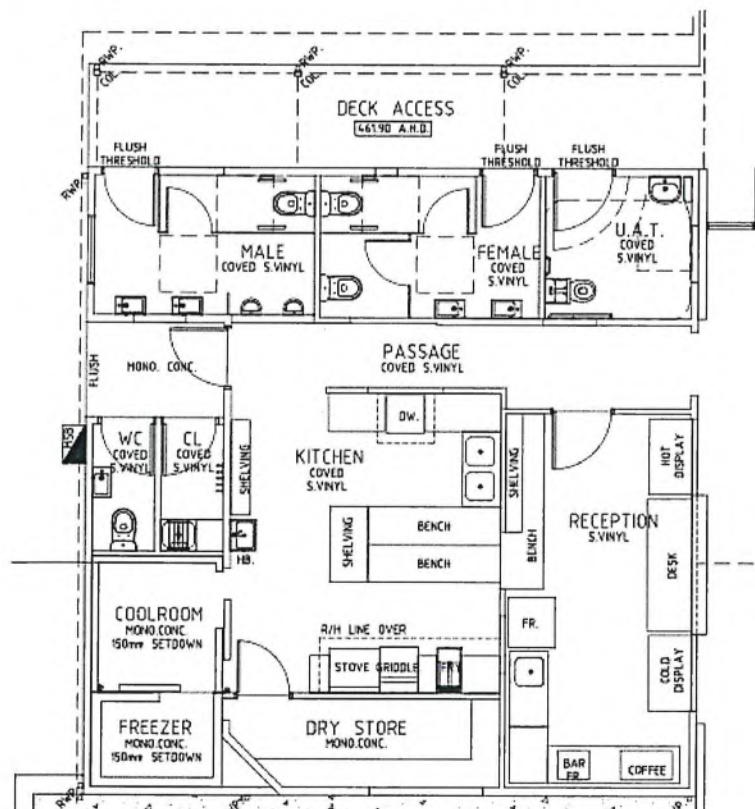 RWP.
COL.
RWP.
COL.
RWP.
COL.
DECK ACCESS
461.90 A.H.D.
FLUSH
THRESHOLD
FLUSH
THRESHOLD
FLUSH
THRESHOLD
RWP.
MALE
COVED S.VINYL
FEMALE
COVED
S.VINYL
U.A.T.
COVED
S.VINYL
FLUSH
MONO. CONC.
PASSAGE
COVED S.VINYL
HSS
WC
COVED
S.VINYL
CL
COVED
S.VINYL
SHELVING
KITCHEN
COVED
S.VINYL
DW.
SHELVING
BENCH
RECEPTION
S.VINYL
HOT
DISPLAY
DESK
COLD
DISPLAY
SHELVING
BENCH
BENCH
HB.
FR.
COOLROOM
MONO.CONC.
150mm SETDOWN
R/H LINE OVER
STOVE
GRIDDLE
FRY
FREEZER
MONO.CONC.
150mm SETDOWN
DRY STORE
MONO.CONC.
BAR
FR.
COFFEE
RWP.
RWP.
RWP.